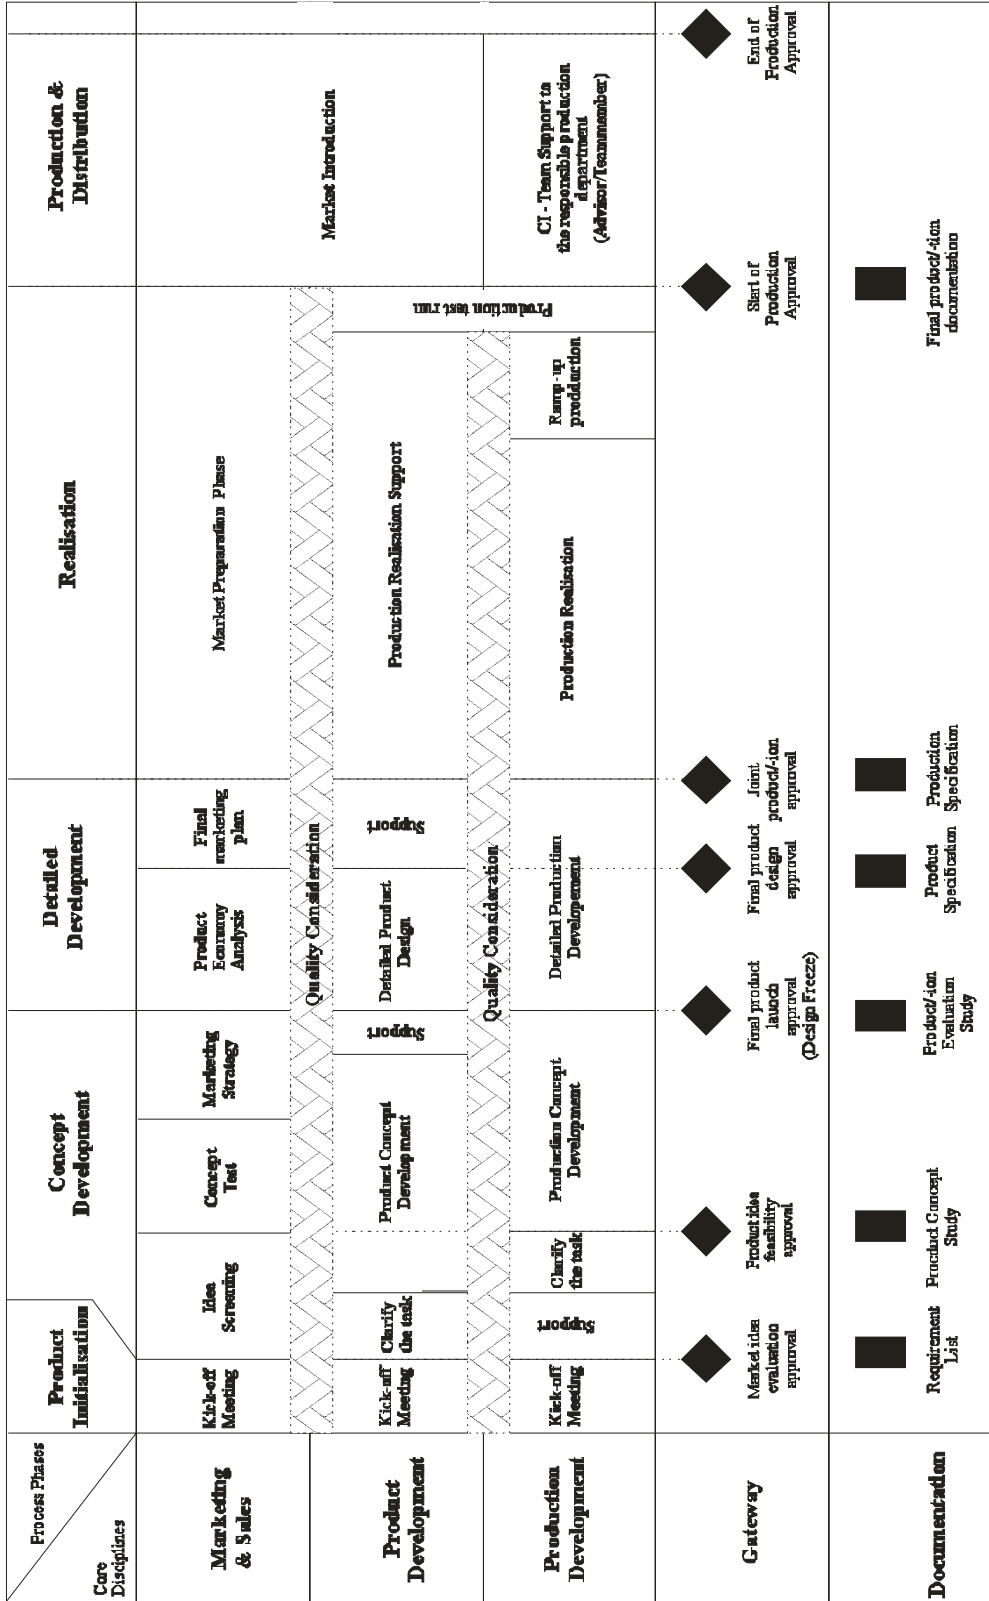 Process Phases
Core
Disciplines
Product
Initialisation
Concept
Development
Detailed
Development
Realisation
Production &
Distribution
Marketing
& Sales
Kick-off
Meeting
Idea
Screening
Concept
Test
Marketing
Strategy
Product
Economy
Analysis
Final
marketing
plan
Market Preparation Phase
Market Introduction
Quality Consideration
Product
Development
Kick-off
Meeting
Clarify
the task
Product Concept
Development
Support
Detailed Product
Design
Support
Production Realisation Support
Production test run
Quality Consideration
Production
Development
Kick-off
Meeting
Support
Clarify
the task
Production Concept
Development
Detailed Production
Developement
Production Realisation
Ramp-up
prodduction
CI - Team Support to
the responsible production
department
(Advisor/Teammember)
Gateway
Market idea
evaluation
approval
Product idea
feasibility
approval
Final product
launch
approval
(Design Freeze)
Final product
design
approval
Joint
product/-ion
approval
Start of
Production
Approval
End of
Production
Approval
Documentation
Requirement
List
Product Concept
Study
Product/-ion
Evaluation
Study
Product
Specification
Production
Specification
Final product/-tion
documentation